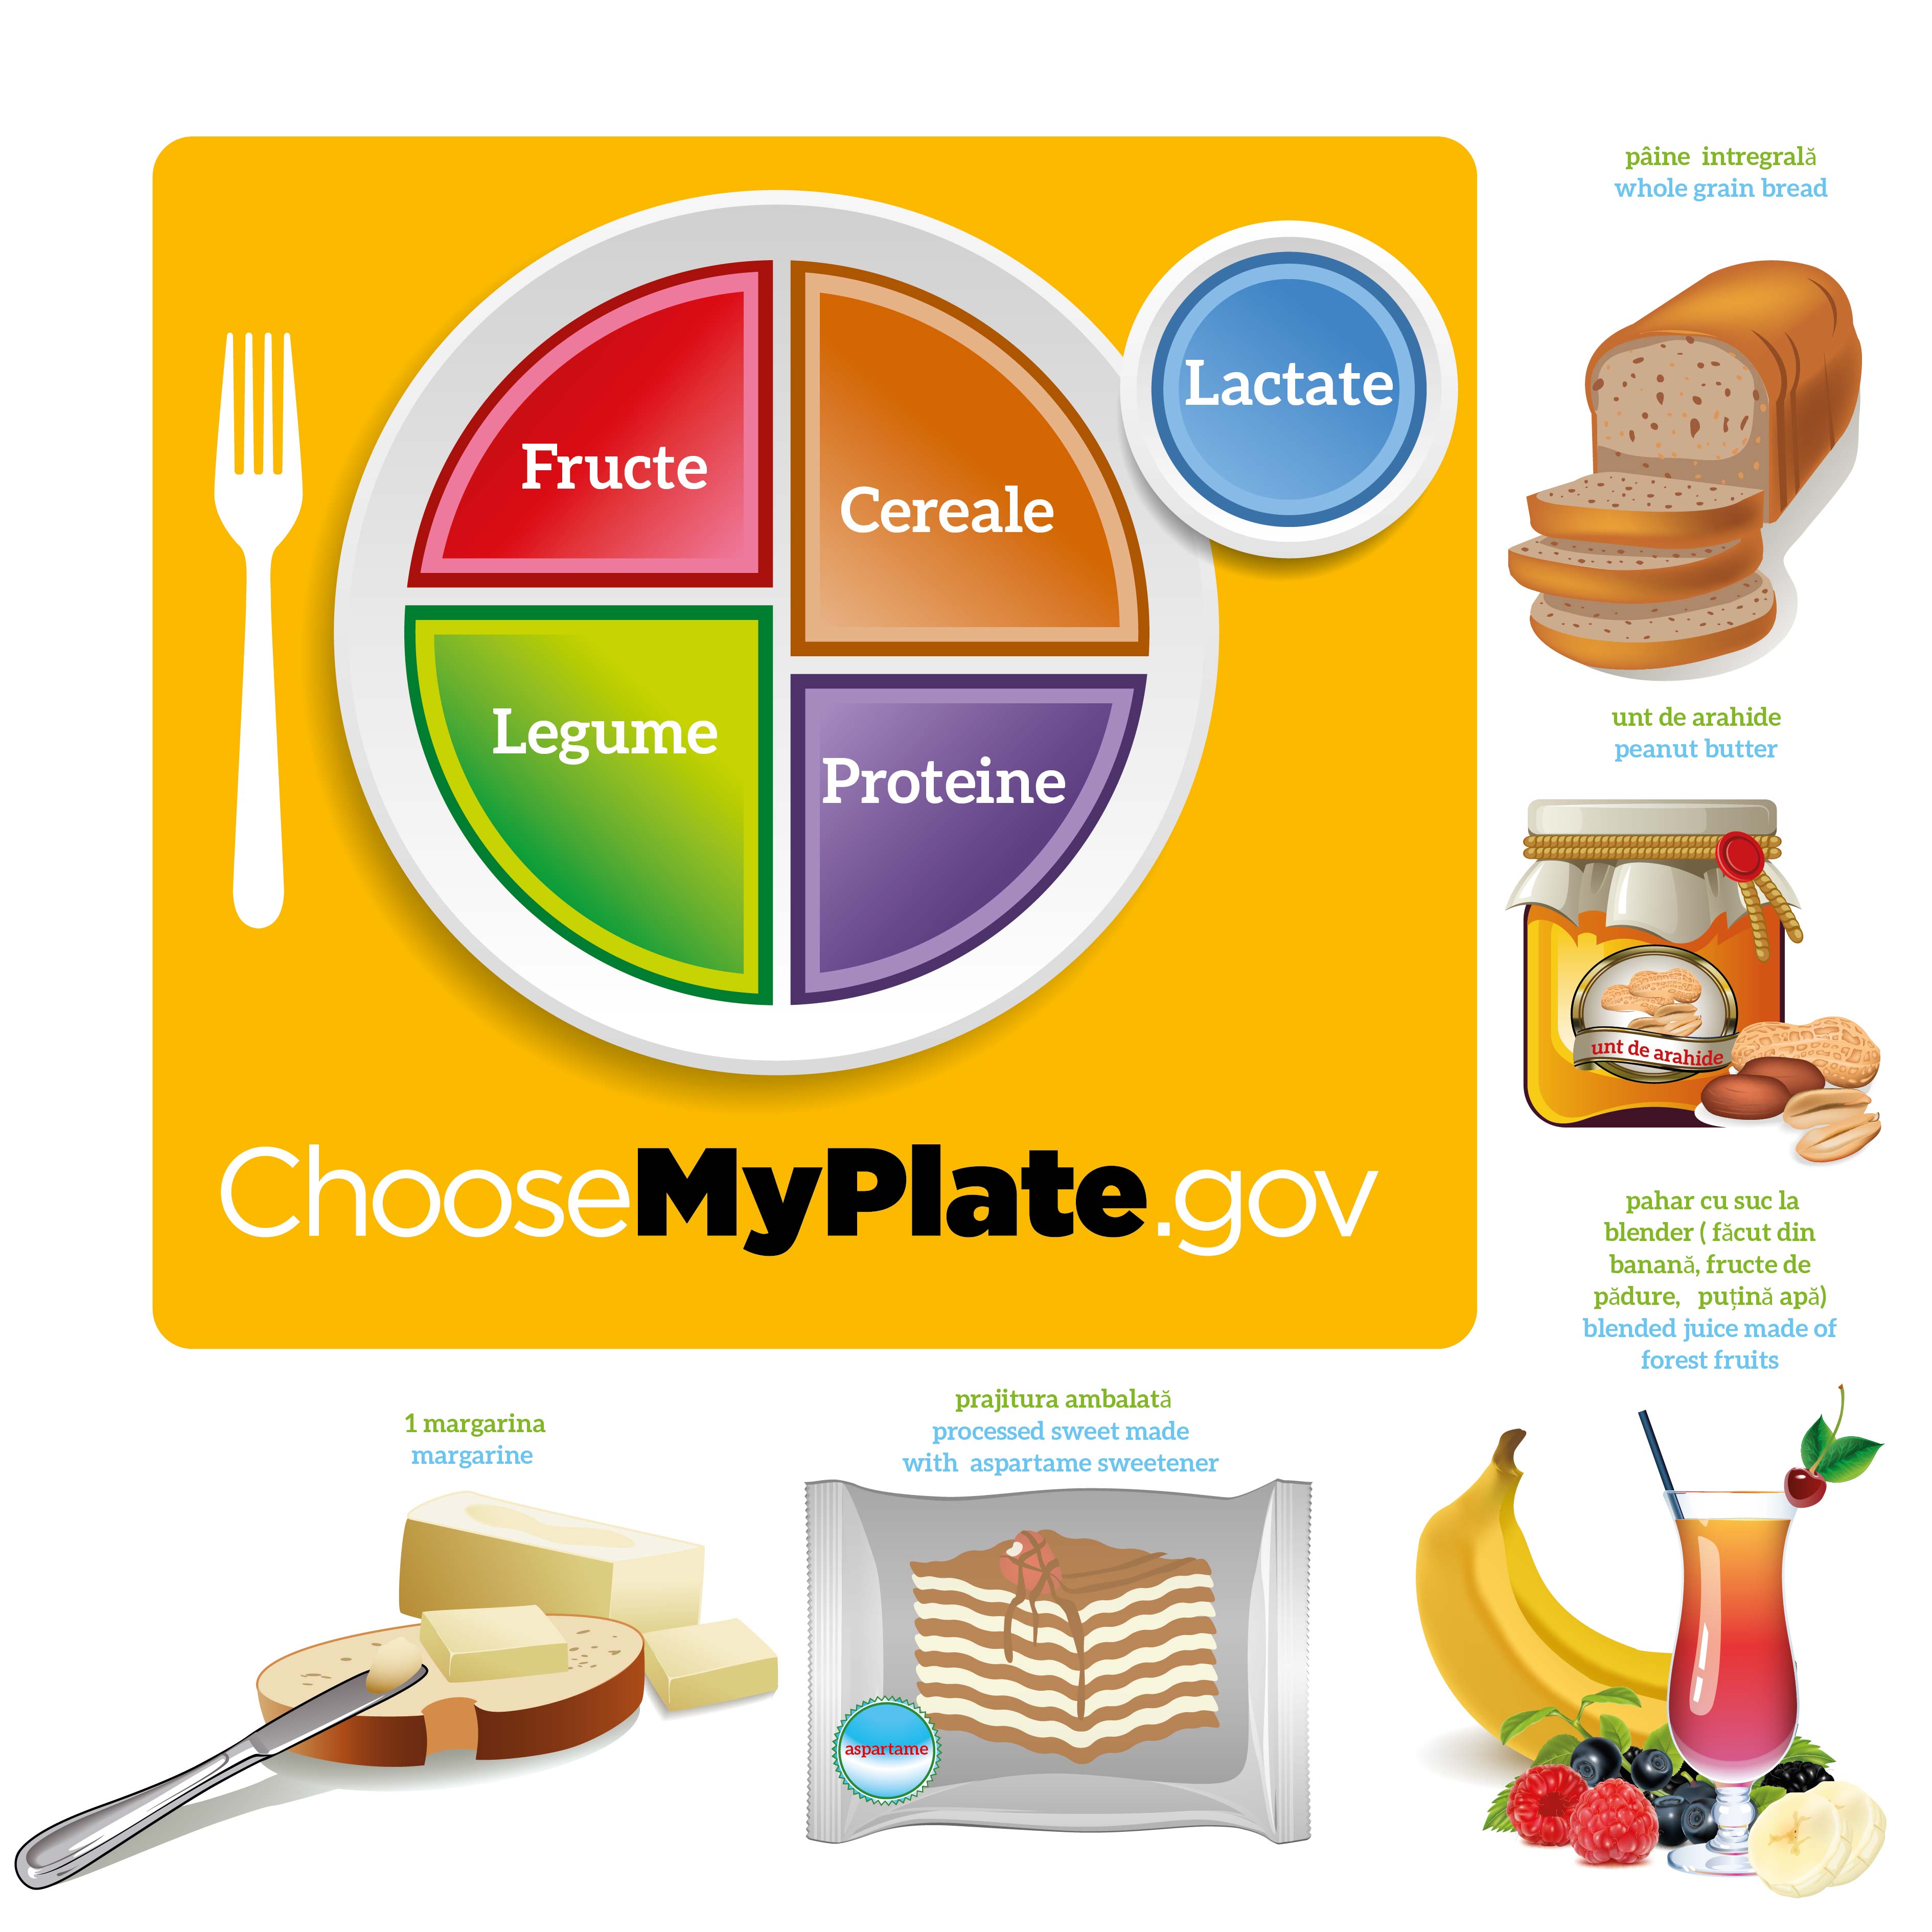 pâine intregrală
whole grain bread
Fructe
Cereale
Lactate
Legume
Proteine
unt de arahide
peanut butter
unt de arahide
ChooseMyPlate.gov
pahar cu suc la
blender ( făcut din
banană, fructe de
pădure, puțină apă)
blended juice made of
forest fruits
1 margarina
margarine
prajitura ambalată
processed sweet made
with aspartame sweetener
aspartame